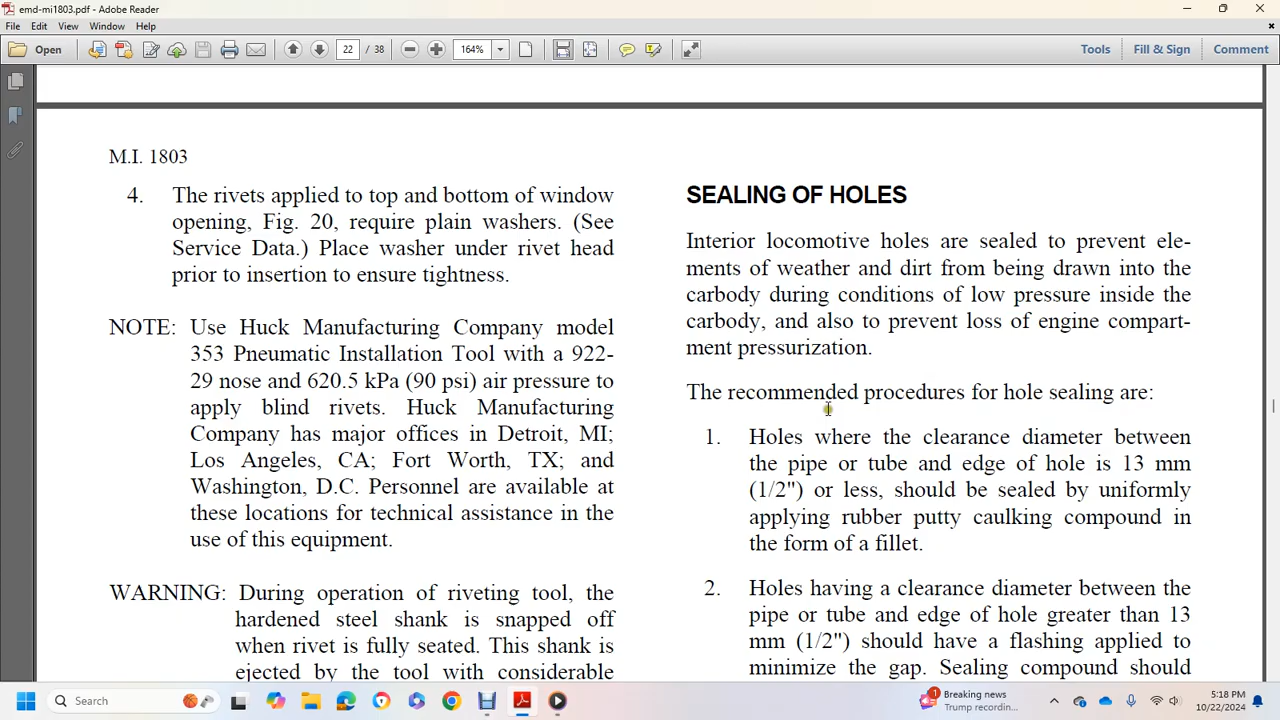 emd-mi1803.pdf - Adobe Reader
File Edit View Window Help
Open 22 / 38 164% Tools Fill & Sign Comment
M.I. 1803
4. The rivets applied to top and bottom of window
opening, Fig. 20, require plain washers. (See
Service Data.) Place washer under rivet head
prior to insertion to ensure tightness.
NOTE: Use Huck Manufacturing Company model
353 Pneumatic Installation Tool with a 922-
29 nose and 620.5 kPa (90 psi) air pressure to
apply blind rivets. Huck Manufacturing
Company has major offices in Detroit, MI;
Los Angeles, CA; Fort Worth, TX; and
Washington, D.C. Personnel are available at
these locations for technical assistance in the
use of this equipment.
WARNING: During operation of riveting tool, the
hardened steel shank is snapped off
when rivet is fully seated. This shank is
ejected by the tool with considerable
SEALING OF HOLES
Interior locomotive holes are sealed to prevent ele-
ments of weather and dirt from being drawn into the
carbody during conditions of low pressure inside the
carbody, and also to prevent loss of engine compart-
ment pressurization.
The recommended procedures for hole sealing are:
1. Holes where the clearance diameter between
the pipe or tube and edge of hole is 13 mm
(1/2") or less, should be sealed by uniformly
applying rubber putty caulking compound in
the form of a fillet.
2. Holes having a clearance diameter between the
pipe or tube and edge of hole greater than 13
mm (1/2") should have a flashing applied to
minimize the gap. Sealing compound should
Search
1
Breaking news
Trump recordin...
5:18 PM
10/22/2024